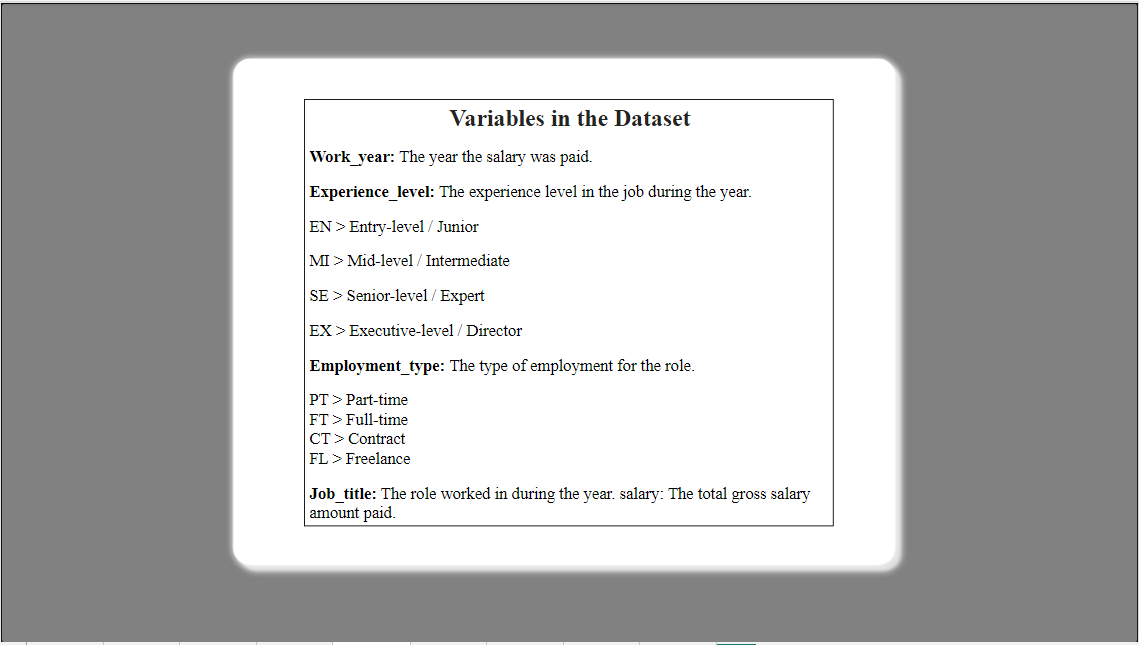 Variables in the Dataset
Work_year: The year the salary was paid.
Experience_level: The experience level in the job during the year.
EN > Entry-level / Junior
MI > Mid-level / Intermediate
SE > Senior-level / Expert
EX > Executive-level / Director
Employment_type: The type of employment for the role.
PT > Part-time
FT > Full-time
CT > Contract
FL > Freelance
Job_title: The role worked in during the year. salary: The total gross salary
amount paid.